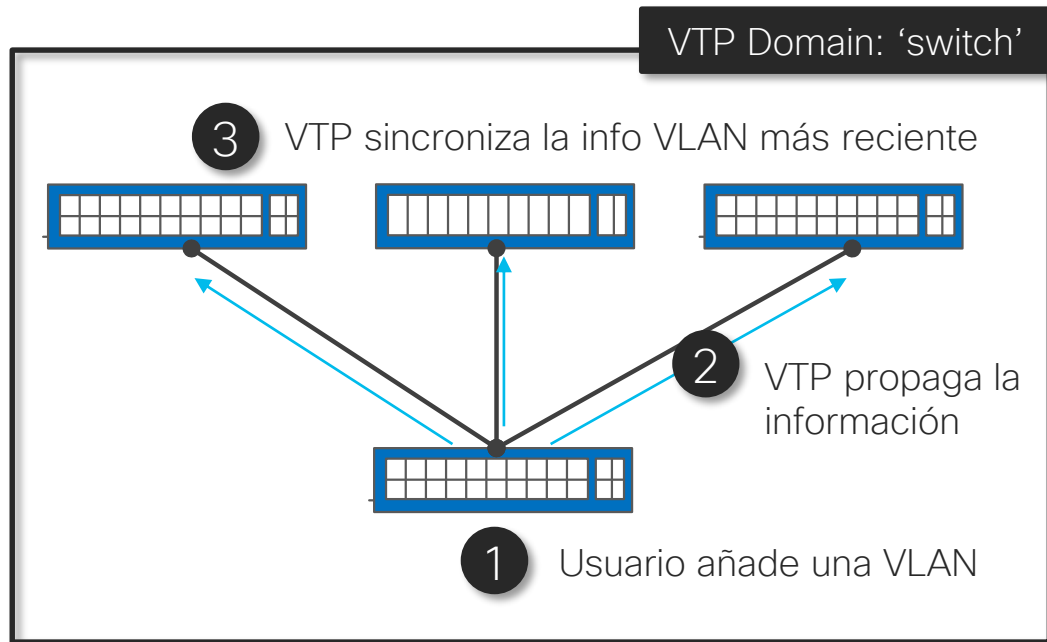 VTP Domain: ‘switch’
3 VTP sincroniza la info VLAN más reciente
2 VTP propaga la
información
1 Usuario añade una VLAN